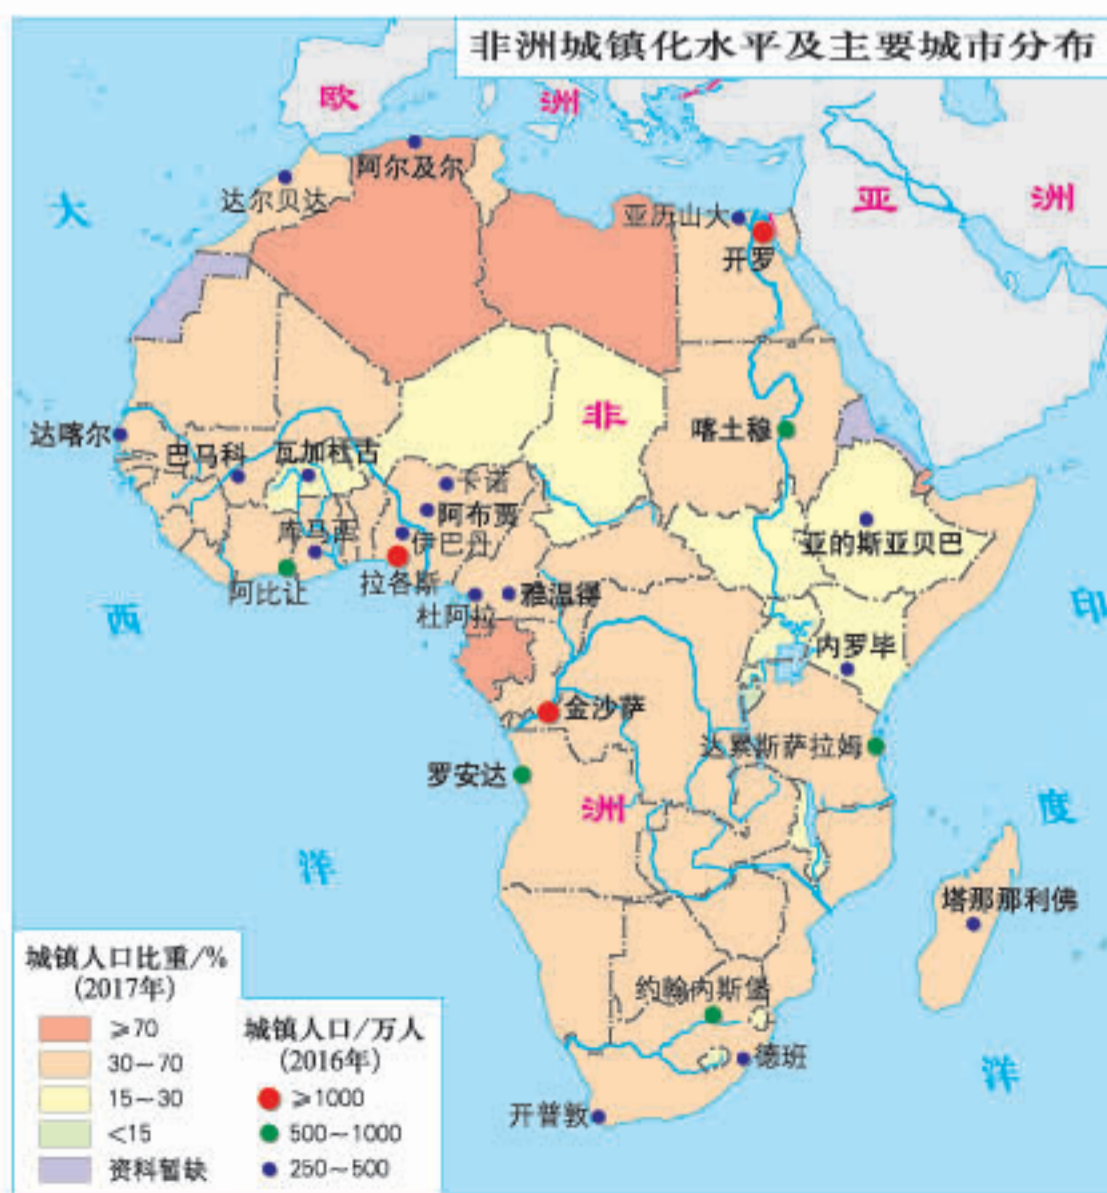 非洲城镇化水平及主要城市分布
欧
洲
阿尔及尔
达尔贝达
大
亚
洲
亚历山大
开罗
非
达喀尔
巴马科
瓦加杜古
喀土穆
卡诺
阿布贾
伊巴丹
库马西
亚的斯亚贝巴
阿比让
拉各斯
杜阿拉
雅温得
西
印
内罗毕
金沙萨
达累斯萨拉姆
罗安达
洲
度
洋
塔那那利佛
约翰内斯堡
德班
洋
开普敦
城镇人口比重/%
(2017年)
≥70
30～70
15～30
<15
资料暂缺
城镇人口/万人
(2016年)
≥1000
500～1000
250～500